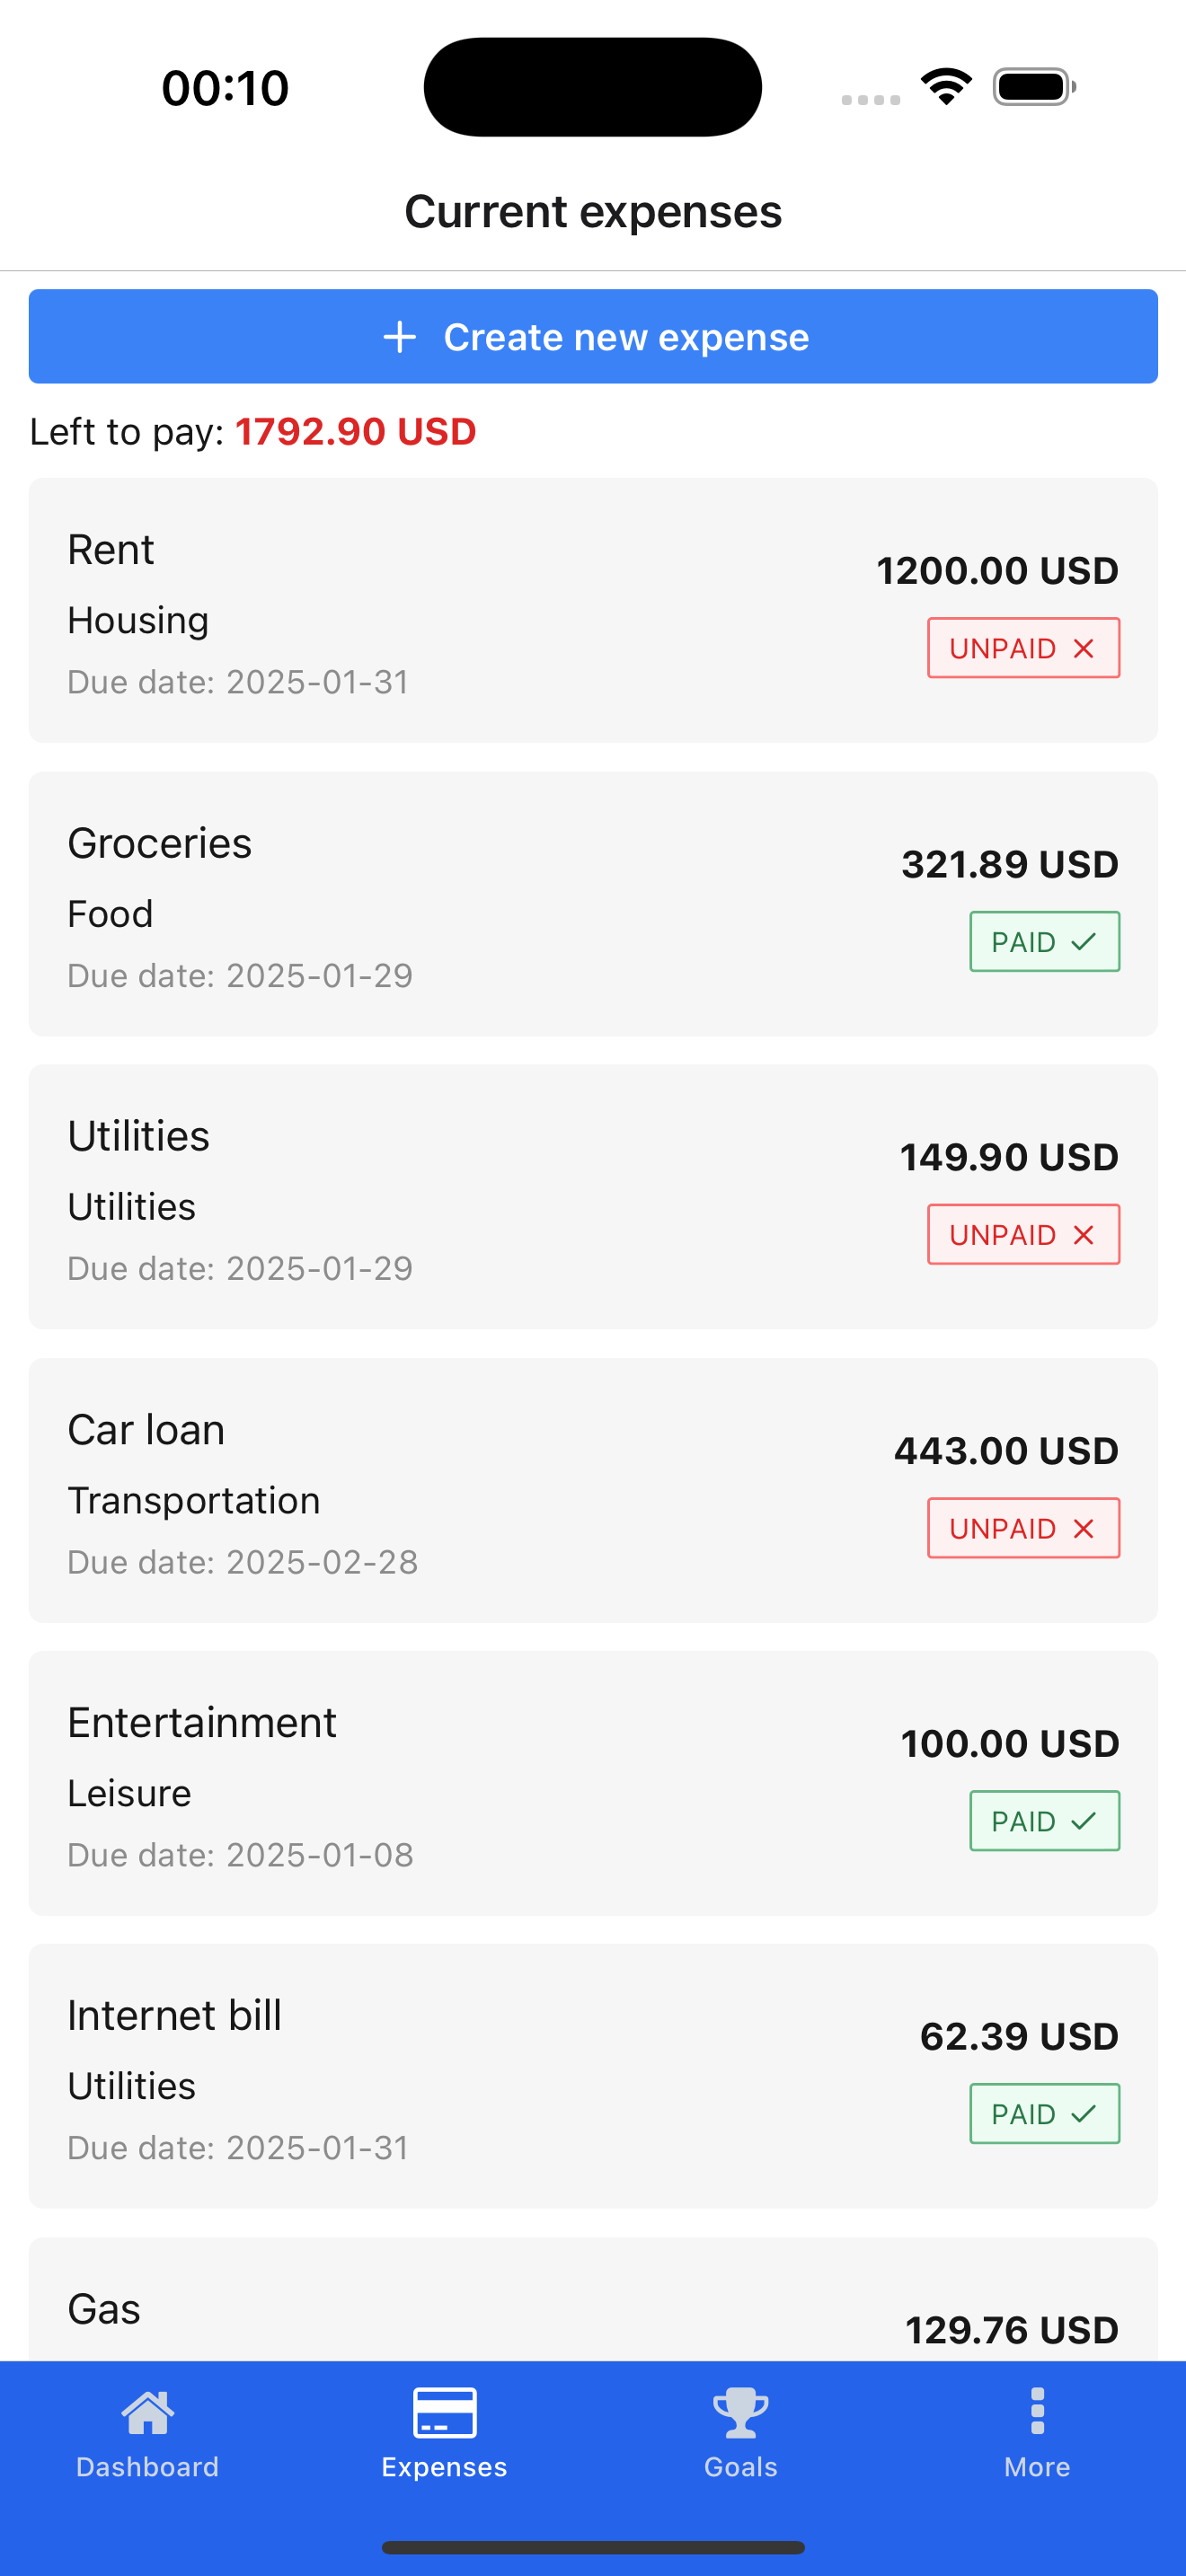 00:10
Current expenses
Create new expense
Left to pay: 1792.90 USD
Rent
1200.00 USD
Housing
UNPAID
Due date: 2025-01-31
Groceries
321.89 USD
Food
PAID
Due date: 2025-01-29
Utilities
149.90 USD
Utilities
UNPAID
Due date: 2025-01-29
Car loan
443.00 USD
Transportation
UNPAID
Due date: 2025-02-28
Entertainment
100.00 USD
Leisure
PAID
Due date: 2025-01-08
Internet bill
62.39 USD
Utilities
PAID
Due date: 2025-01-31
Gas
129.76 USD
Dashboard
Expenses
Goals
More